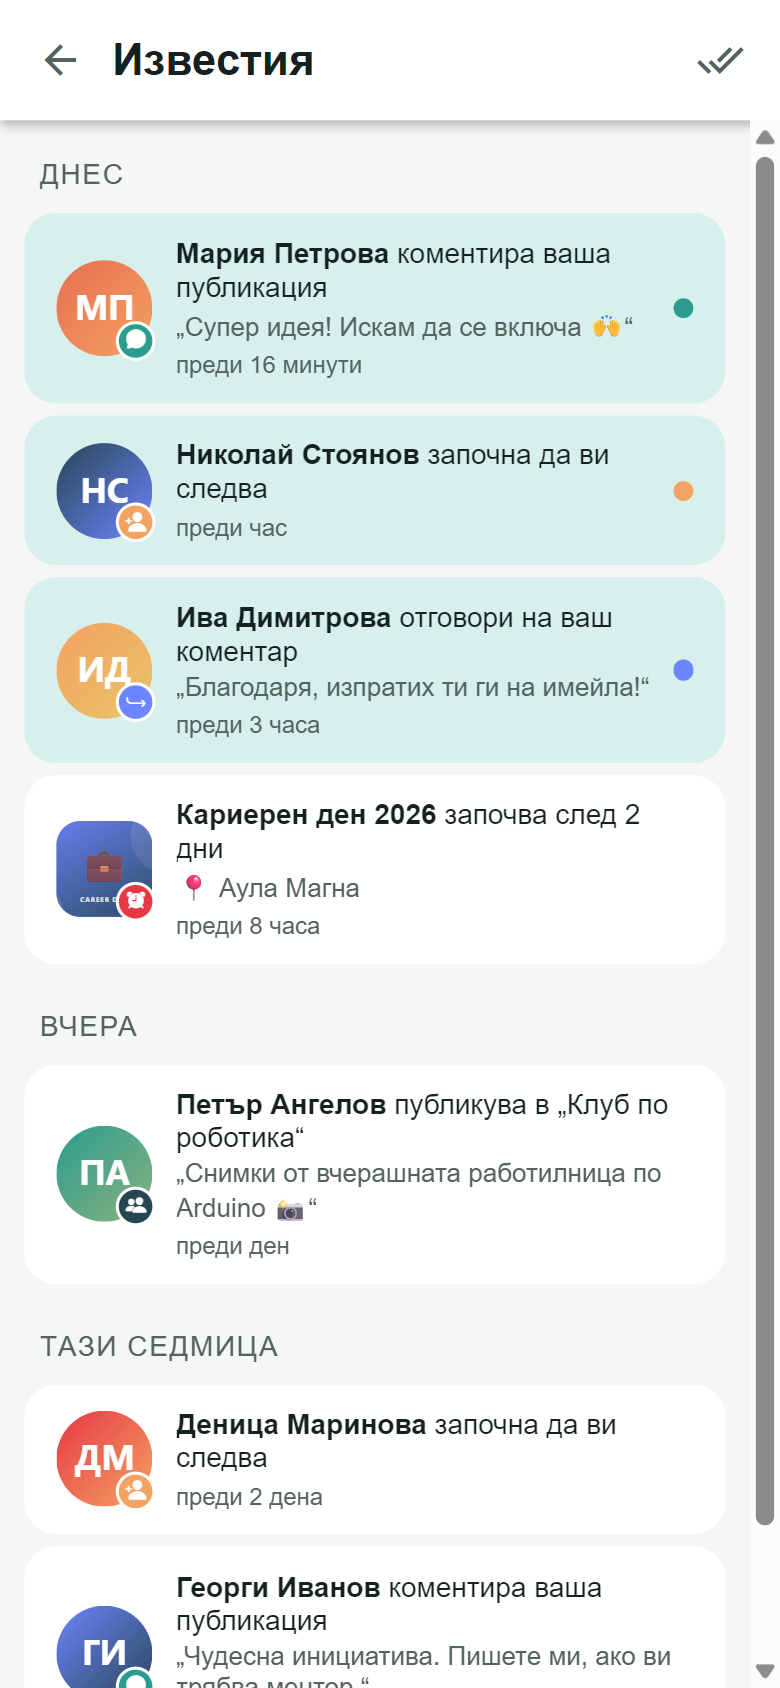 Известия
ДНЕС
МП
Мария Петрова коментира ваша
публикация
„Супер идея! Искам да се включа 🙌“
преди 16 минути
НС
Николай Стоянов започна да ви
следва
преди час
ИД
Ива Димитрова отговори на ваш
коментар
„Благодаря, изпратих ти ги на имейла!“
преди 3 часа
CAREER
Кариерен ден 2026 започва след 2
дни
📍 Аула Магна
преди 8 часа
ВЧЕРА
ПА
Петър Ангелов публикува в „Клуб по
роботика“
„Снимки от вчерашната работилница по
Arduino 📸“
преди ден
ТАЗИ СЕДМИЦА
ДМ
Деница Маринова започна да ви
следва
преди 2 дена
ГИ
Георги Иванов коментира ваша
публикация
„Чудесна инициатива. Пишете ми, ако ви
трябва ментор.“